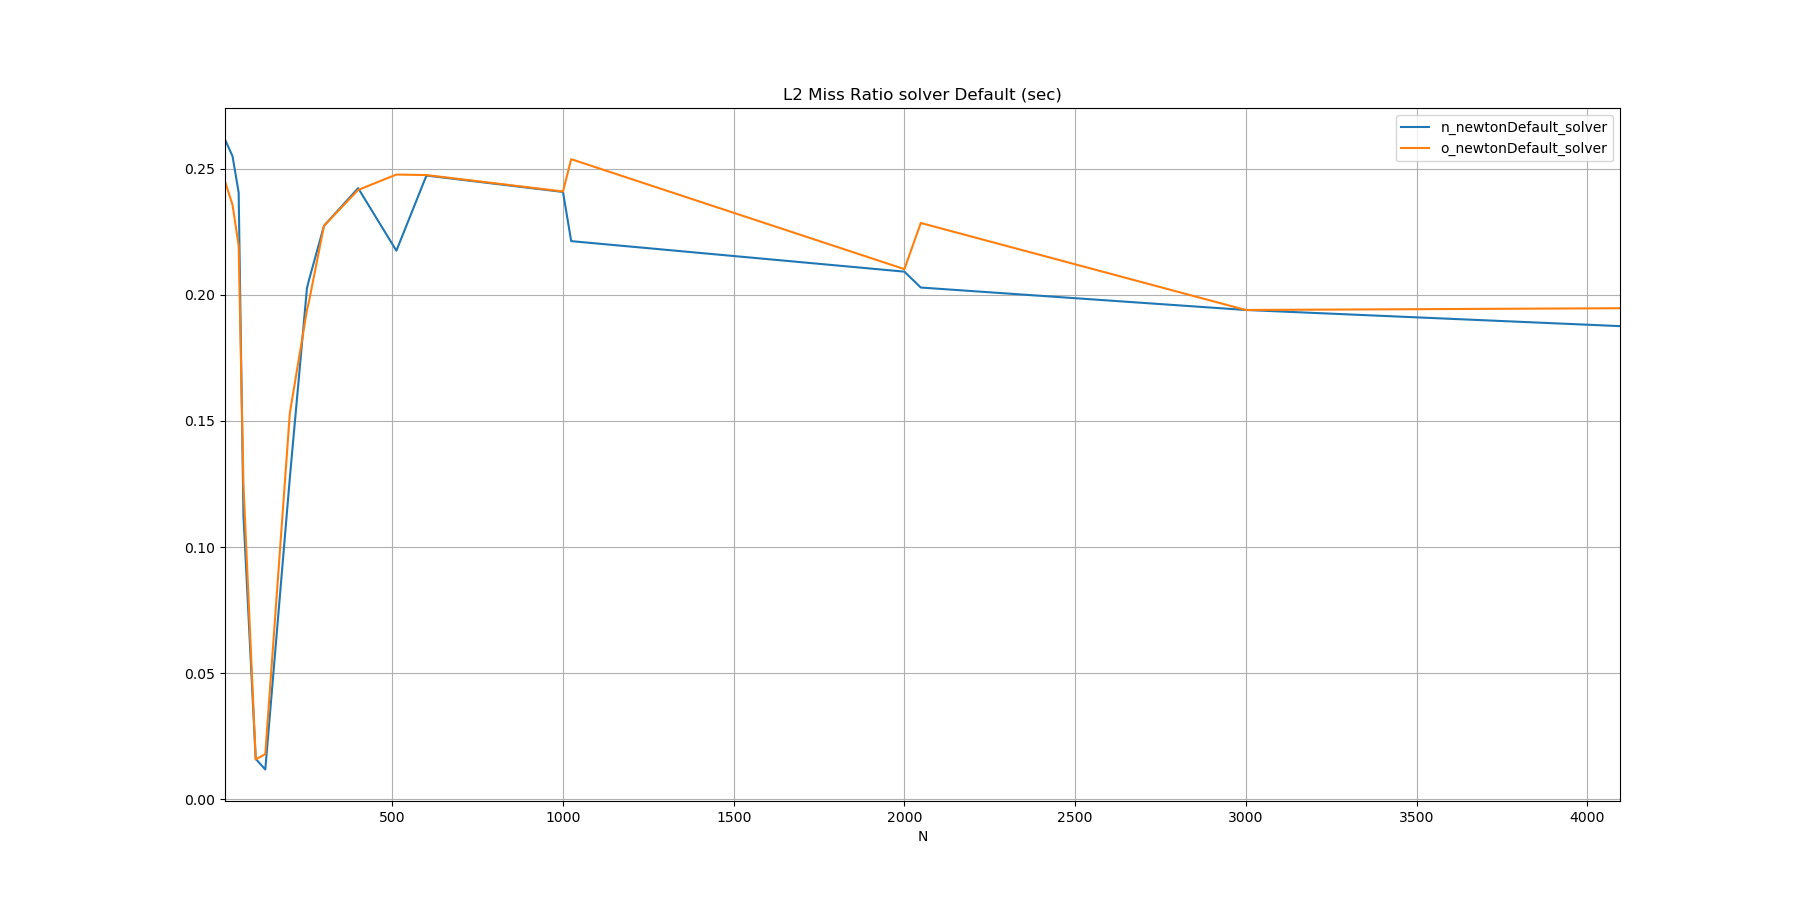 L2 Miss Ratio solver Default (sec)
n_newtonDefault_solver
o_newtonDefault_solver
0.25
0.20
0.15
0.10
0.05
0.00
500 1000 1500 2000 2500 3000 3500 4000
N